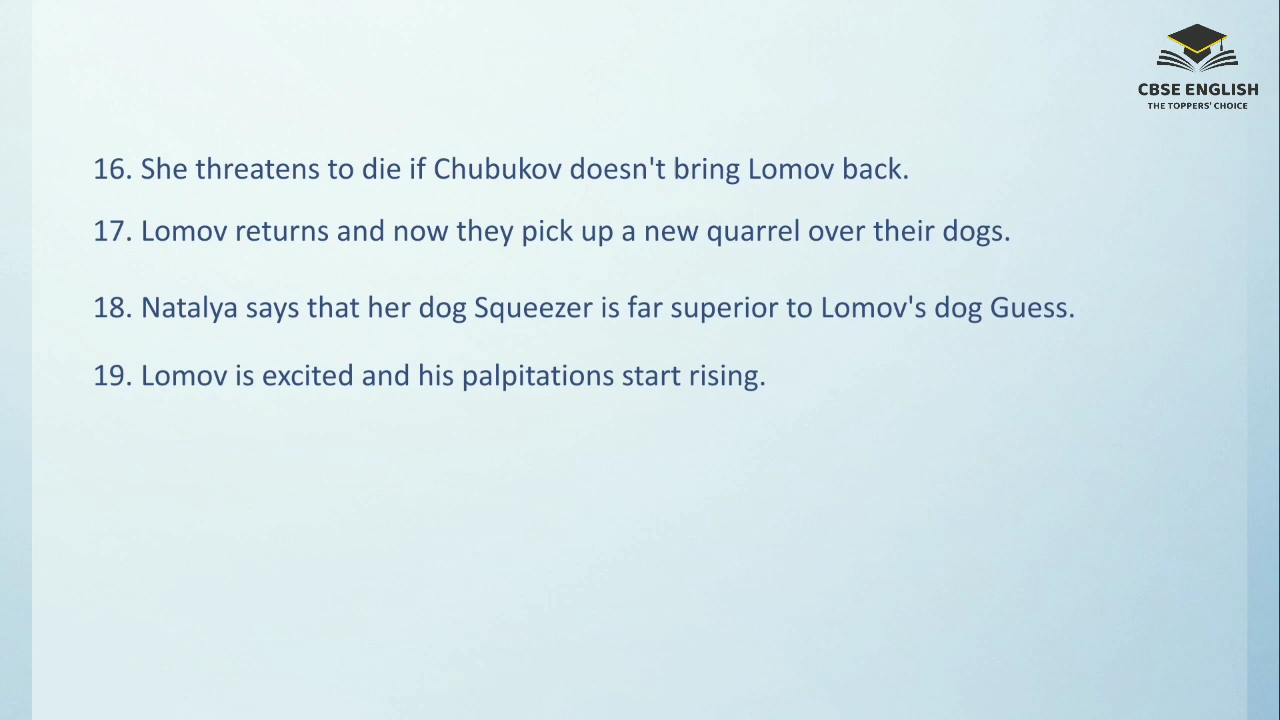 CBSE ENGLISH
THE TOPPERS' CHOICE
16. She threatens to die if Chubukov doesn't bring Lomov back.
17. Lomov returns and now they pick up a new quarrel over their dogs.
18. Natalya says that her dog Squeezer is far superior to Lomov's dog Guess.
19. Lomov is excited and his palpitations start rising.